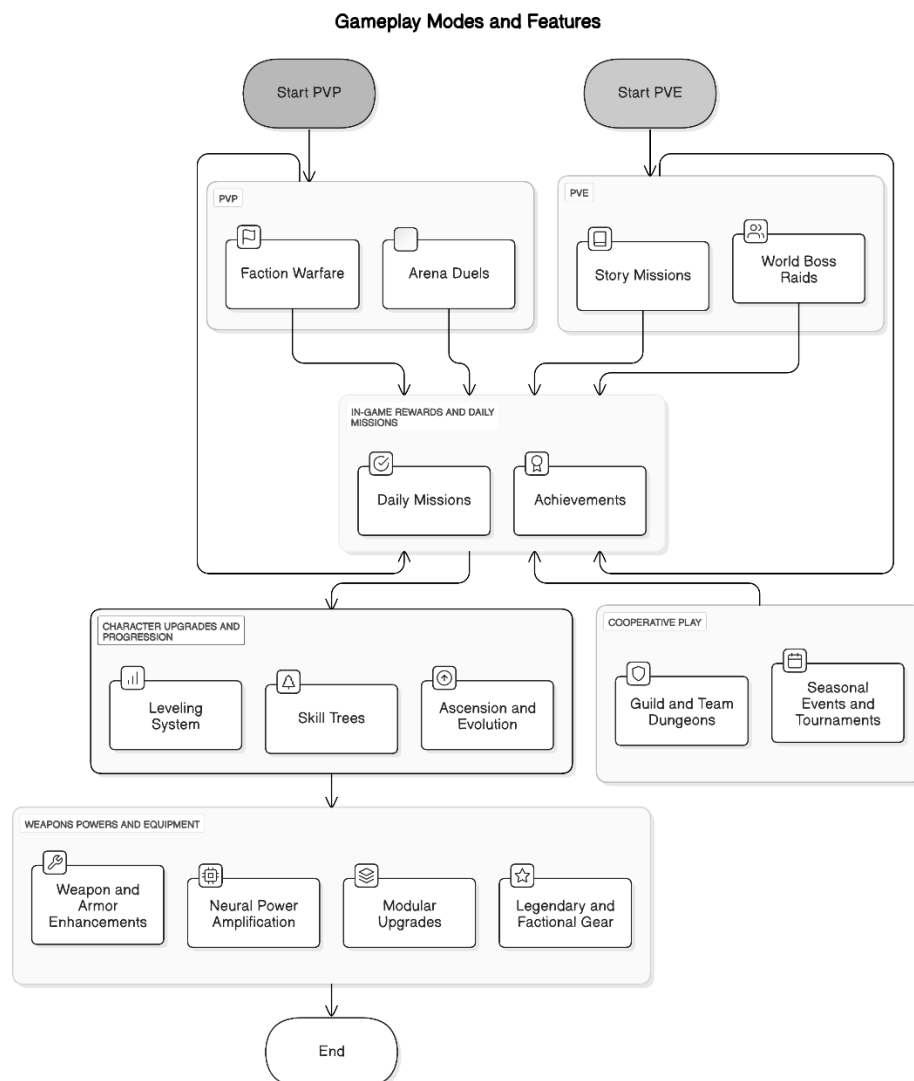 Gameplay Modes and Features
Start PVP
Start PVE
PVP
PVE
Faction Warfare
Arena Duels
Story Missions
World Boss
Raids
IN-GAME REWARDS AND DAILY
MISSIONS
Daily Missions
Achievements
CHARACTER UPGRADES AND
PROGRESSION
Leveling
System
Skill Trees
Ascension and
Evolution
COOPERATIVE PLAY
Guild and Team
Dungeons
Seasonal
Events and
Tournaments
WEAPONS POWERS AND EQUIPMENT
Weapon and
Armor
Enhancements
Neural Power
Amplification
Modular
Upgrades
Legendary and
Factional Gear
End